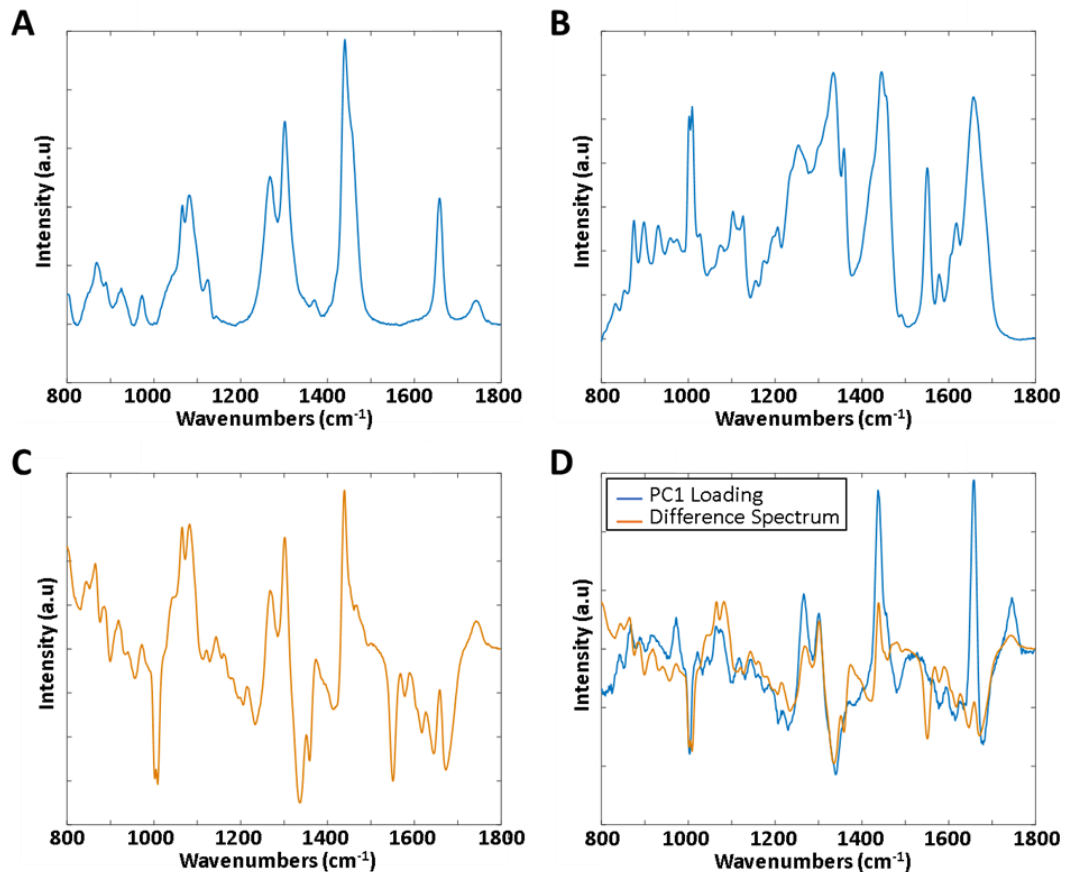 A
Intensity (a.u)
800 1000 1200 1400 1600 1800
Wavenumbers (cm-1)
B
Intensity (a.u)
800 1000 1200 1400 1600 1800
Wavenumbers (cm-1)
C
Intensity (a.u)
800 1000 1200 1400 1600 1800
Wavenumbers (cm-1)
D
PC1 Loading
Difference Spectrum
Intensity (a.u)
800 1000 1200 1400 1600 1800
Wavenumbers (cm-1)